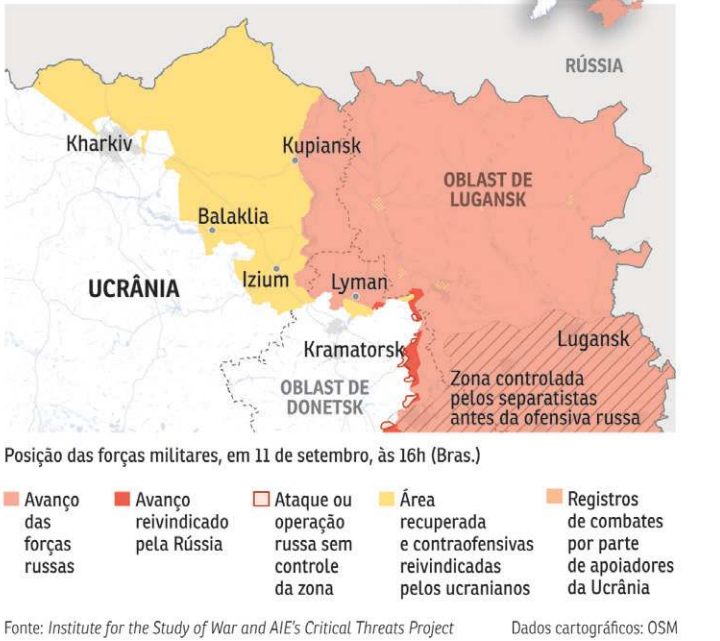 RÚSSIA
Kharkiv
Kupiansk
OBLAST DE
LUGANSK
Balaklia
UCRÂNIA
Izium
Lyman
Kramatorsk
Lugansk
OBLAST DE
DONETSK
Zona controlada
pelos separatistas
antes da ofensiva russa
Posição das forças militares, em 11 de setembro, às 16h (Bras.)
Avanço
das
forças
russas
Avanço
reivindicado
pela Rússia
Ataque ou
operação
russa sem
controle
da zona
Área
recuperada
e contraofensivas
reivindicadas
pelos ucranianos
Registros
de combates
por parte
de apoiadores
da Ucrânia
Fonte: Institute for the Study of War and AIE's Critical Threats Project
Dados cartográficos: OSM